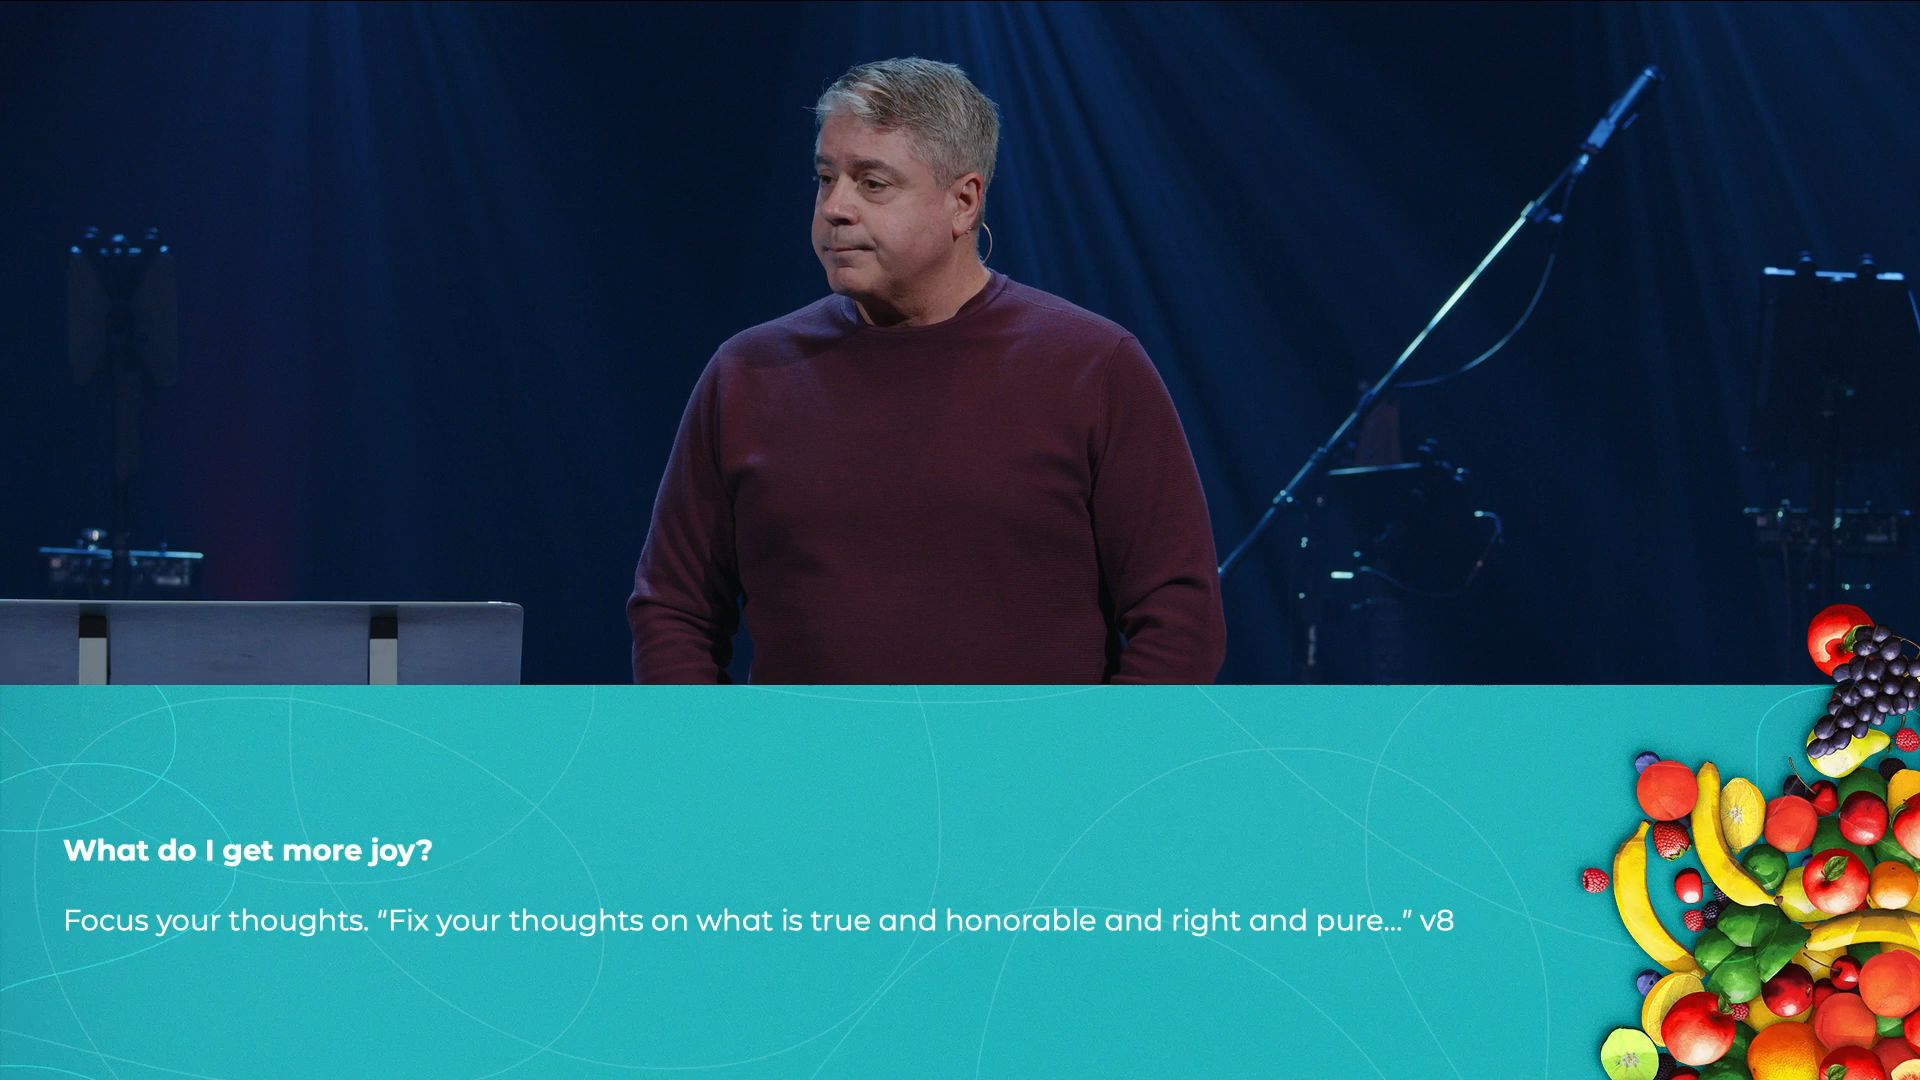 What do I get more joy?
Focus your thoughts. "Fix your thoughts on what is true and honorable and right and pure..." v8